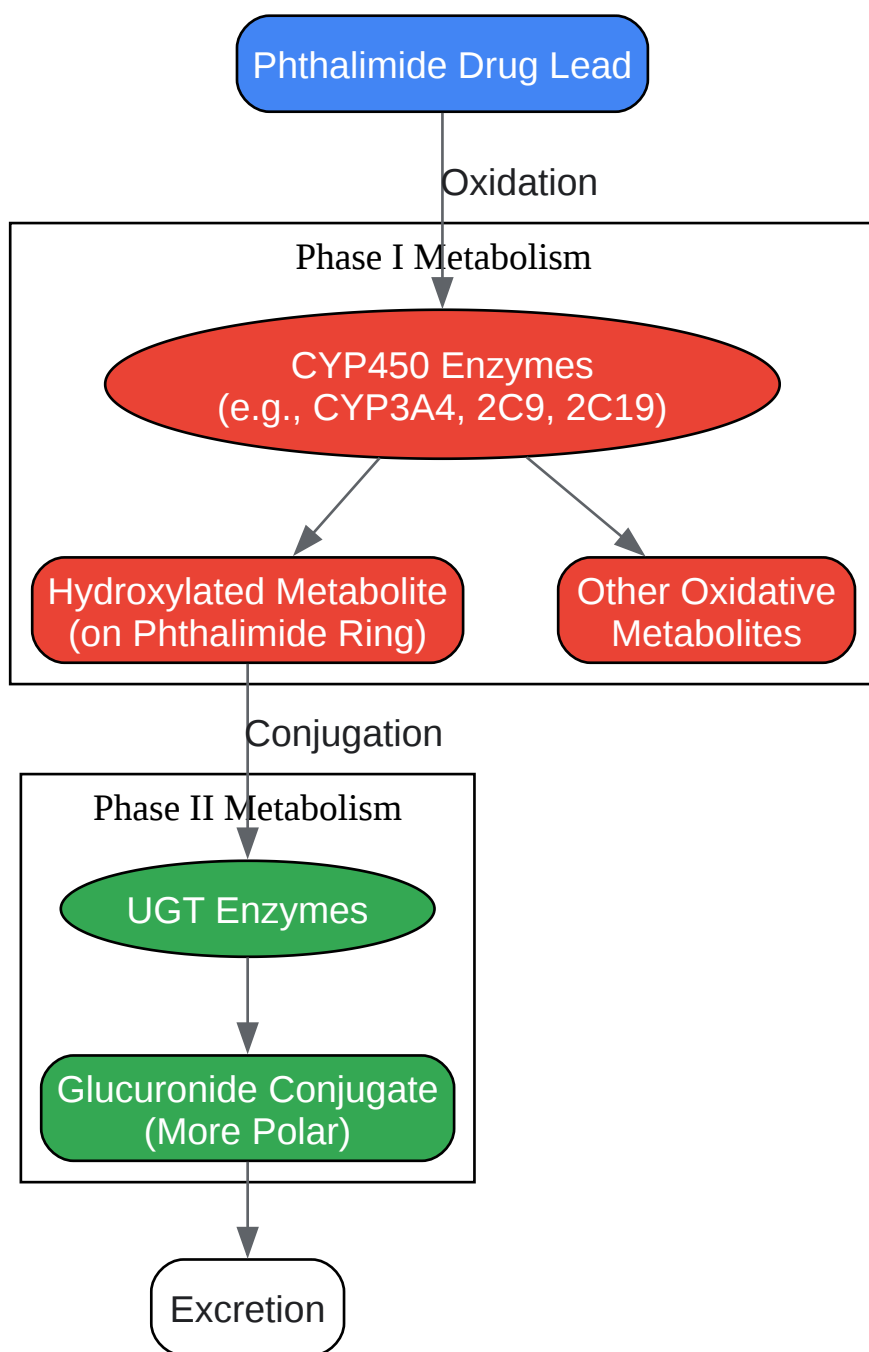 Phthalimide Drug Lead
Oxidation
Phase I Metabolism
CYP450 Enzymes
(e.g., CYP3A4, 2C9, 2C19)
Hydroxylated Metabolite
(on Phthalimide Ring)
Other Oxidative
Metabolites
Conjugation
Phase II Metabolism
UGT Enzymes
Glucuronide Conjugate
(More Polar)
Excretion